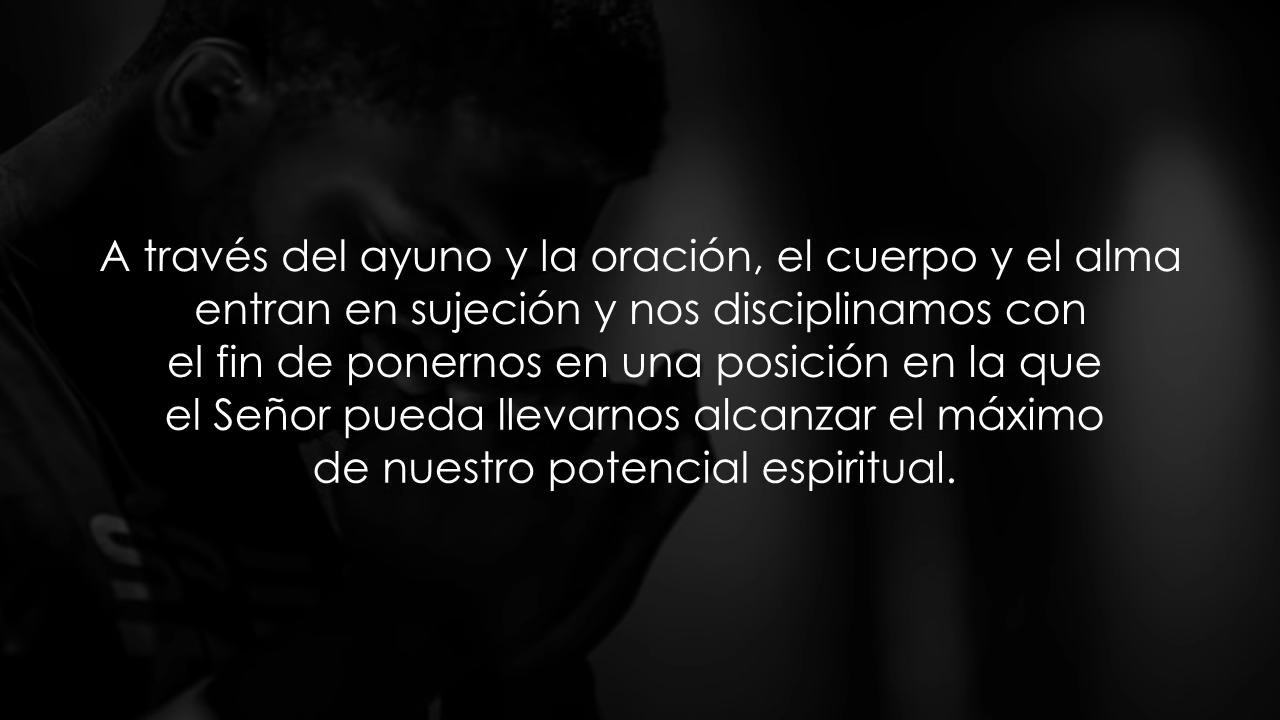 A través del ayuno y la oración, el cuerpo y el alma
entran en sujeción y nos disciplinamos con
el fin de ponernos en una posición en la que
el Señor pueda llevarnos alcanzar el máximo
de nuestro potencial espiritual.